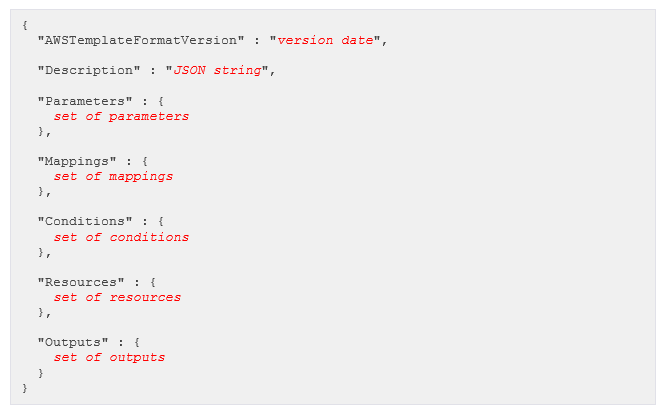 {
"AWSTemplateFormatVersion" : "version date",
"Description" : "JSON string",
"Parameters" : {
set of parameters
},
"Mappings" : {
set of mappings
},
"Conditions" : {
set of conditions
},
"Resources" : {
set of resources
},
"Outputs" : {
set of outputs
}
}